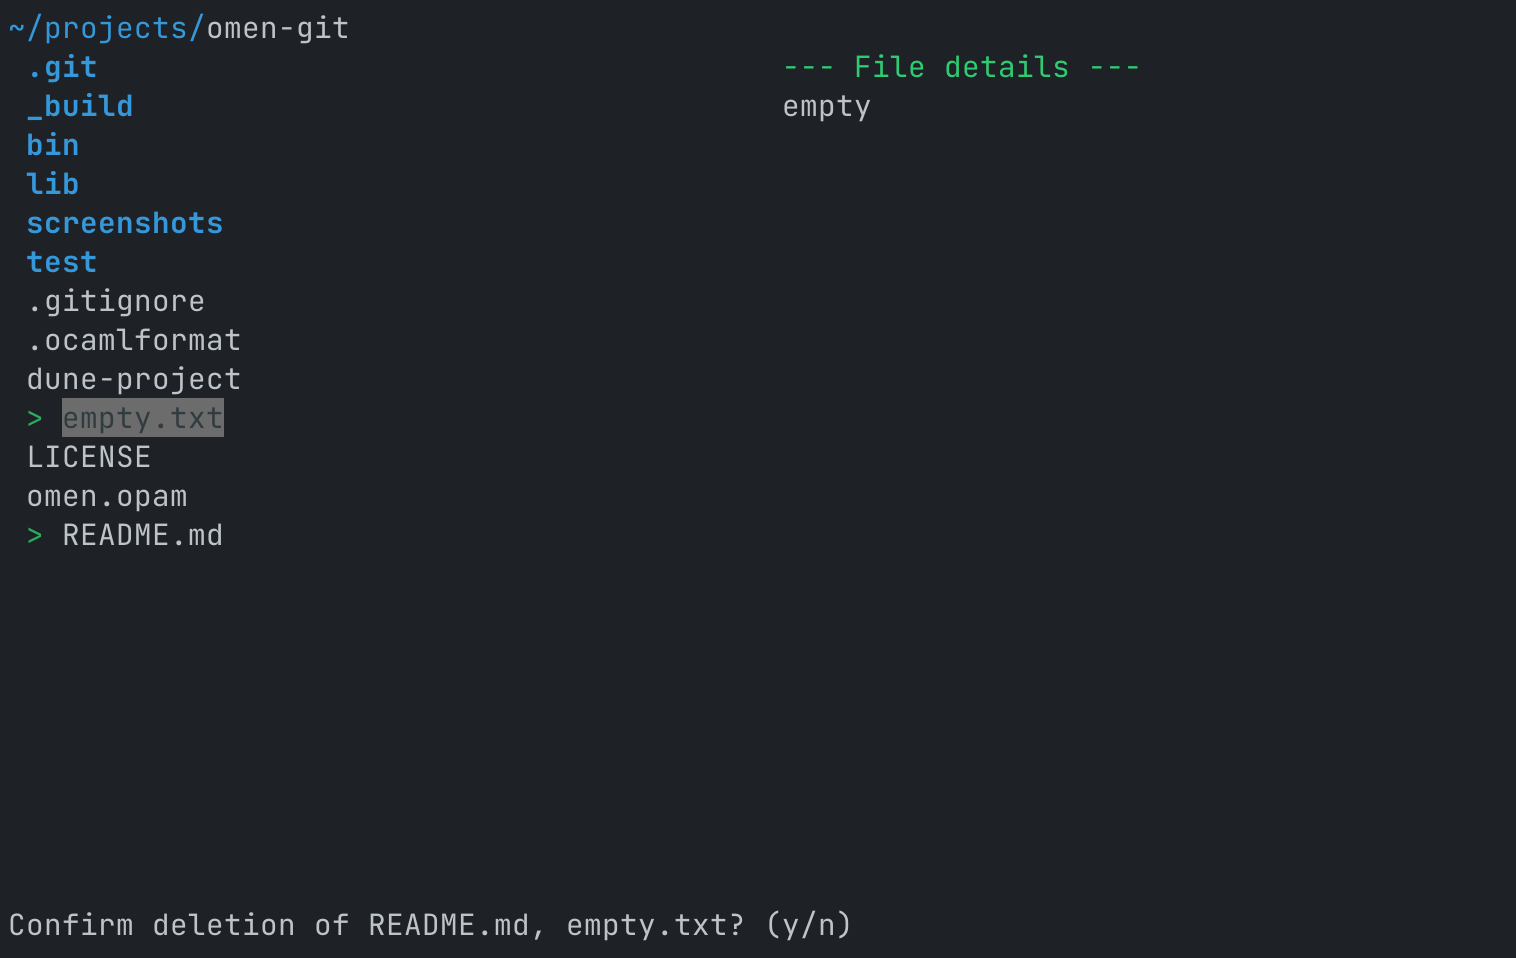 ~/projects/omen-git
.git
_build
bin
lib
screenshots
test
.gitignore
.ocamlformat
dune-project
> empty.txt
LICENSE
omen.opam
> README.md
--- File details ---
empty
Confirm deletion of README.md, empty.txt? (y/n)